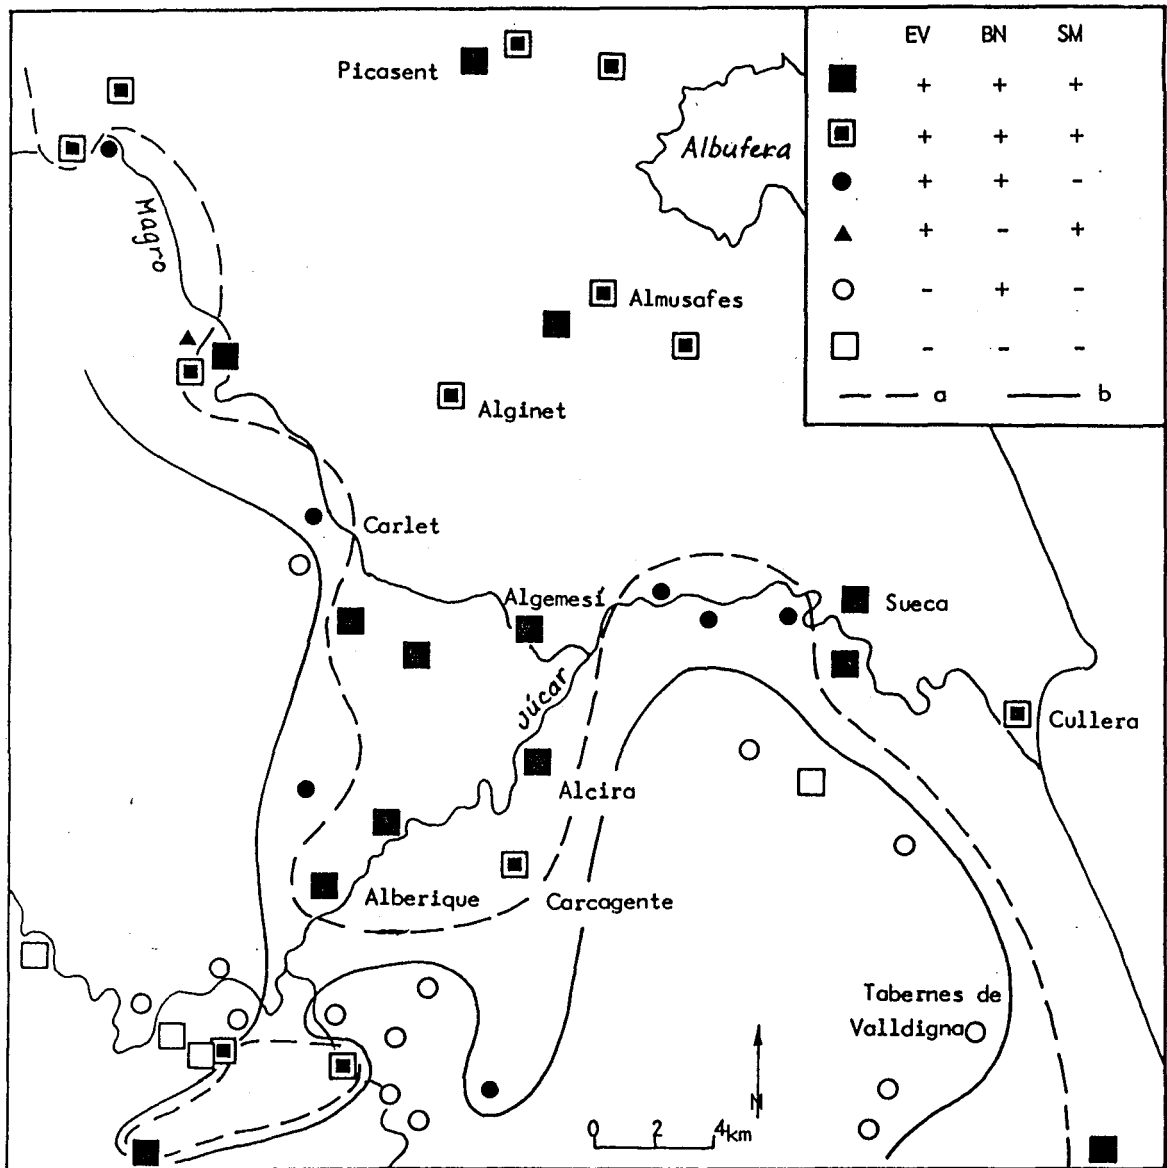 EV BN SM
+ + +
+ + +
+ + -
+ - +
- + -
- - -
a b
Picasent
Albufera
Magro
Almusafes
Alginet
Carlet
Algemesí
Sueca
Júcar
Cullera
Alcira
Alberique
Carcagente
Tabernes de
Valldigna
N
0 2 4km